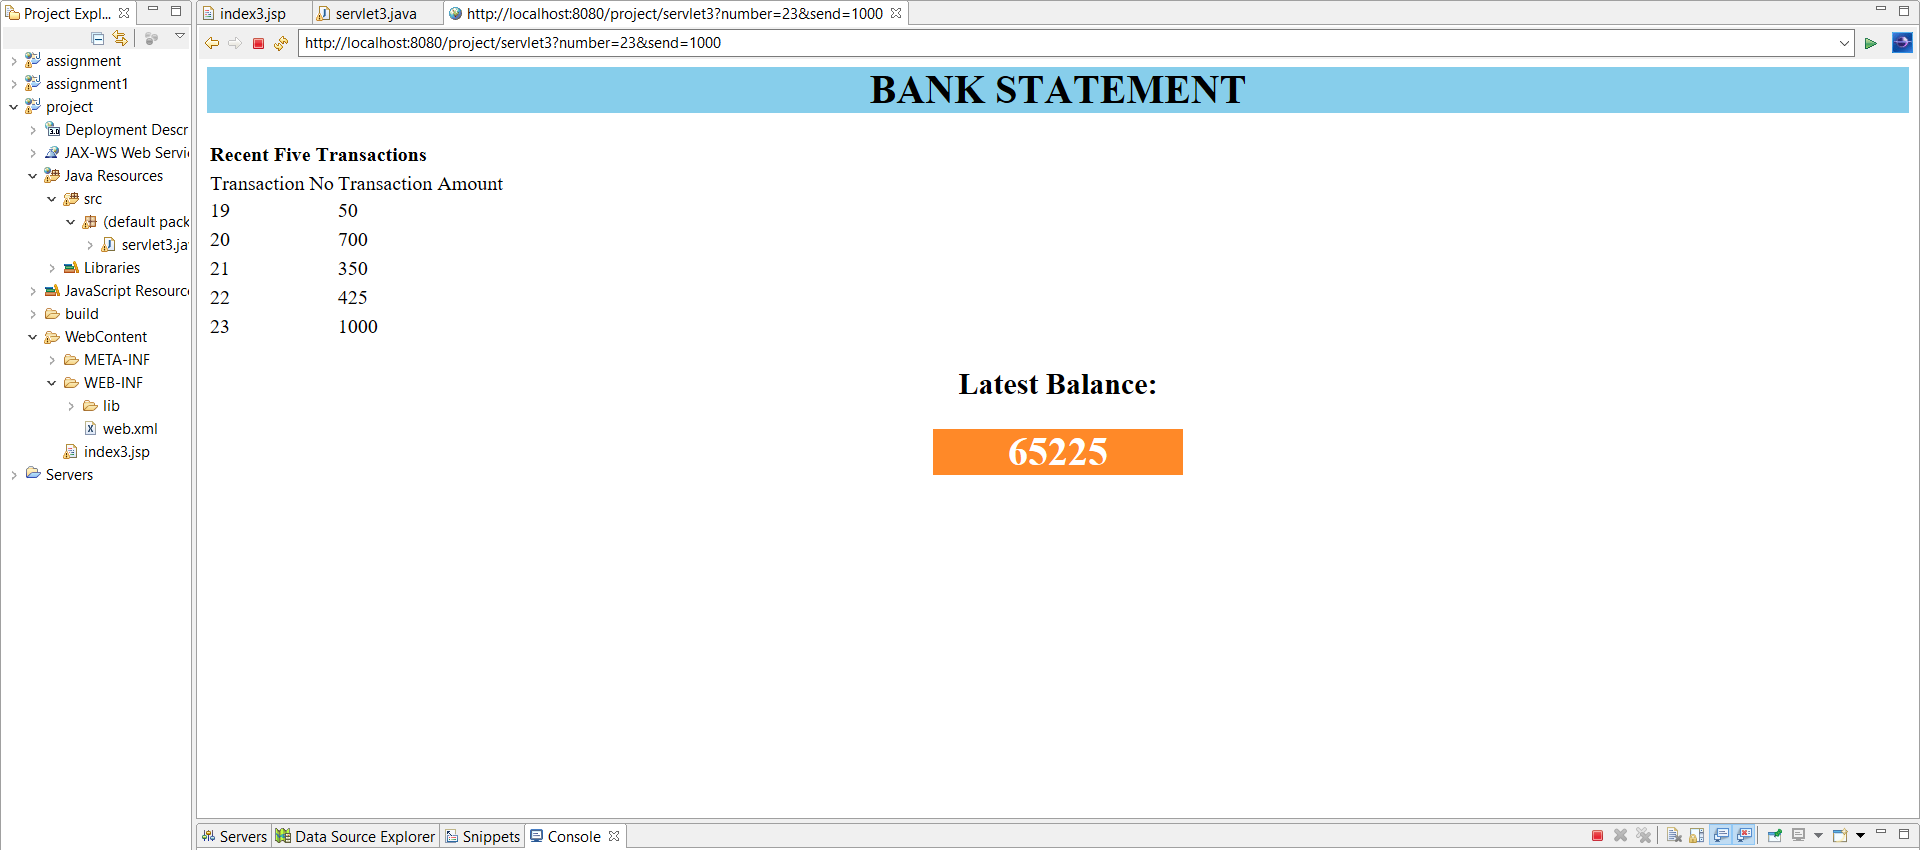 Project Expl...
assignment
assignment1
project
Deployment Descr
JAX-WS Web Servi
Java Resources
src
(default pack
servlet3.ja
Libraries
JavaScript Resourc
build
WebContent
META-INF
WEB-INF
lib
web.xml
index3.jsp
Servers
index3.jsp servlet3.java http://localhost:8080/project/servlet3?number=23&send=1000
http://localhost:8080/project/servlet3?number=23&send=1000
BANK STATEMENT
Recent Five Transactions
Transaction No Transaction Amount
19 50
20 700
21 350
22 425
23 1000
Latest Balance:
65225
Servers Data Source Explorer Snippets Console